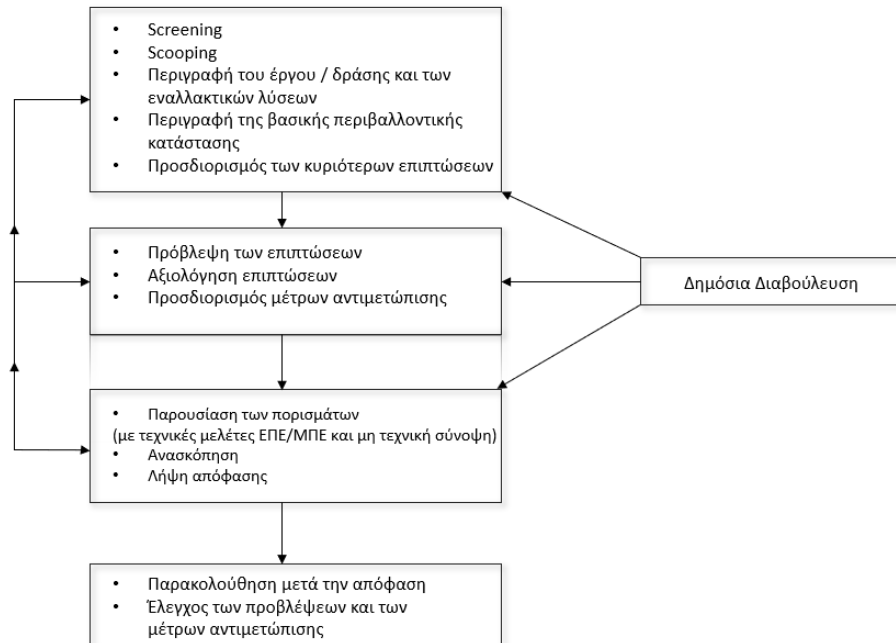 • Screening
• Scooping
• Περιγραφή του έργου / δράσης και των
εναλλακτικών λύσεων
• Περιγραφή της βασικής περιβαλλοντικής
κατάστασης
• Προσδιορισμός των κυριότερων επιπτώσεων
• Πρόβλεψη των επιπτώσεων
• Αξιολόγηση επιπτώσεων
• Προσδιορισμός μέτρων αντιμετώπισης
Δημόσια Διαβούλευση
• Παρουσίαση των πορισμάτων
(με τεχνικές μελέτες ΕΠΕ/ΜΠΕ και μη τεχνική σύνοψη)
• Ανασκόπηση
• Λήψη απόφασης
• Παρακολούθηση μετά την απόφαση
• Έλεγχος των προβλέψεων και των
μέτρων αντιμετώπισης